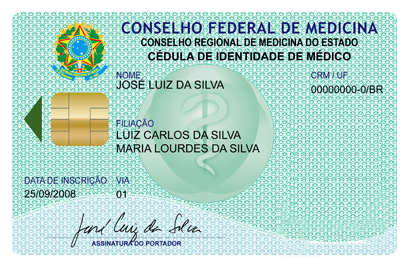 CONSELHO FEDERAL DE MEDICINA
CONSELHO REGIONAL DE MEDICINA DO ESTADO
CÉDULA DE IDENTIDADE DE MÉDICO
NOME
JOSÉ LUIZ DA SILVA
CRM / UF
00000000-0/BR
FILIAÇÃO
LUIZ CARLOS DA SILVA
MARIA LOURDES DA SILVA
DATA DE INSCRIÇÃO VIA
25/09/2008 01
José Luiz da Silva
ASSINATURA DO PORTADOR